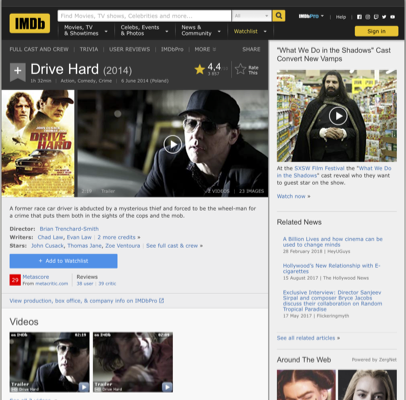 IMDb
Find Movies, TV shows, Celebrities and more...
All
Movies, TV & Showtimes
Celebs, Events & Photos
News & Community
Watchlist
IMDbPro
Help
Sign in
FULL CAST AND CREW | TRIVIA | USER REVIEWS | IMDbPro | MORE
SHARE
Drive Hard (2014)
4,4
Rate This
1h 32min | Action, Comedy, Crime | 6 June 2014 (Poland)
DRIVE HARD
2:19 Trailer
2 VIDEOS | 23 IMAGES
A former race car driver is abducted by a mysterious thief and forced to be the wheel-man for
a crime that puts them both in the sights of the cops and the mob.
Director: Brian Trenchard-Smith
Writers: Chad Law, Evan Law | 2 more credits »
Stars: John Cusack, Thomas Jane, Zoe Ventoura | See full cast & crew »
+ Add to Watchlist
29
Metascore
From metacritic.com
Reviews
38 user | 39 critic
View production, box office, & company info on IMDbPro
Videos
on IMDb
02:19
Trailer
Drive Hard
on IMDb
Trailer
Drive Hard
"What We Do in the Shadows" Cast
Convert New Vamps
At the SXSW Film Festival the "What We Do
in the Shadows" cast reveal who they want
to guest star on the show.
Watch now »
Related News
A Billion Lives and how cinema can be
used to change minds
28 February 2018 | HeyUGuys
Hollywood's New Relationship with E-
cigarettes
15 August 2017 | The Hollywood News
Exclusive Interview: Director Sanjeev
Sirpal and composer Bryce Jacobs
discuss their collaboration on Random
Tropical Paradise
17 May 2017 | Flickeringmyth
See all related articles »
Around The Web
Powered by ZergNet